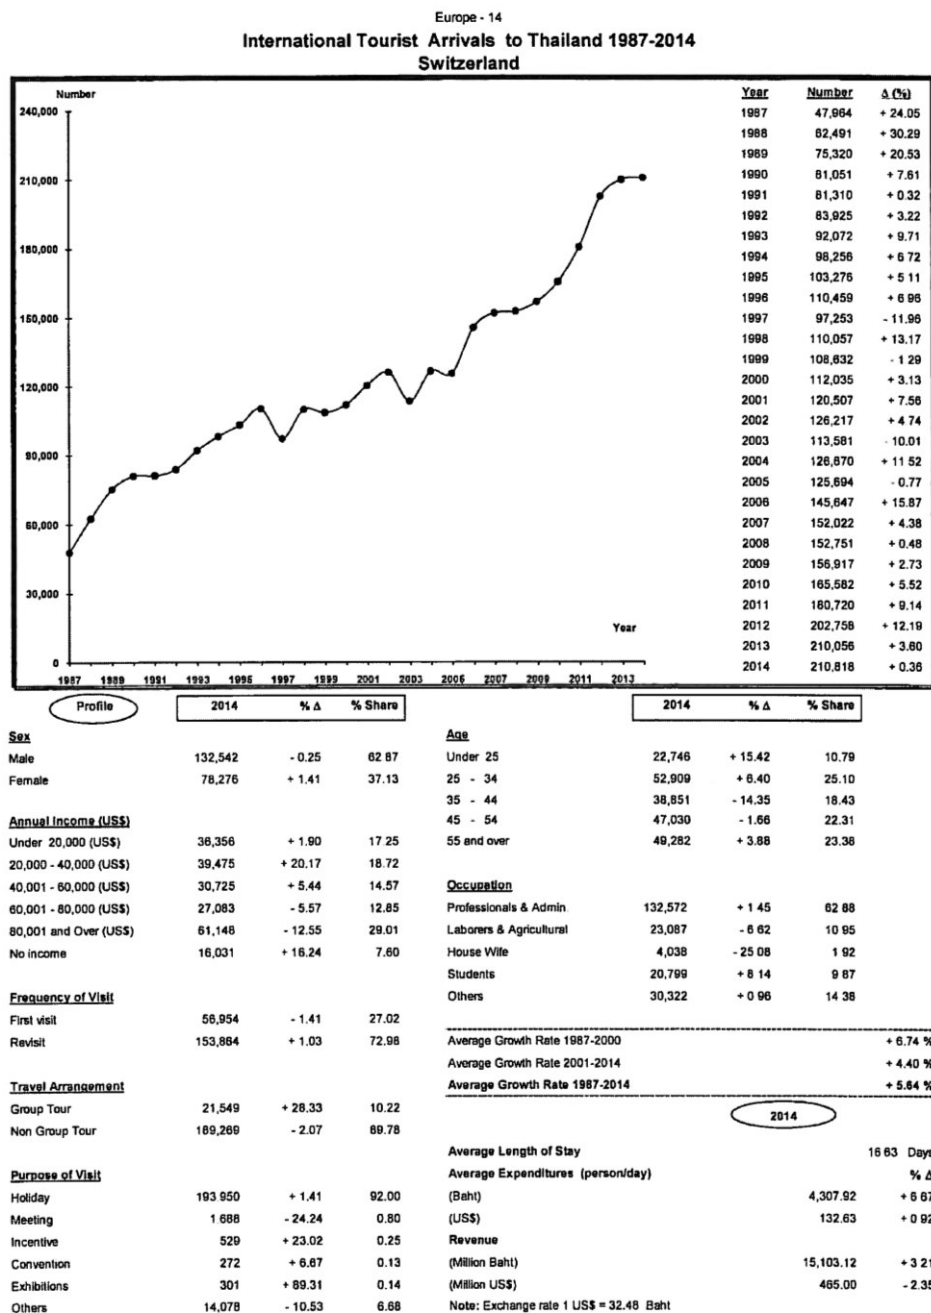 Europe - 14
International Tourist Arrivals to Thailand 1987-2014
Switzerland
Number
240,000
210,000
180,000
150,000
120,000
90,000
60,000
30,000
0
Year
1987 1989 1991 1993 1995 1997 1999 2001 2003 2005 2007 2009 2011 2013
Year Number Δ (%)
1987 47,964 + 24.05
1988 62,491 + 30.29
1989 75,320 + 20.53
1990 81,051 + 7.61
1991 81,310 + 0.32
1992 83,925 + 3.22
1993 92,072 + 9.71
1994 98,256 + 6 72
1995 103,276 + 5 11
1996 110,459 + 6 96
1997 97,253 - 11.96
1998 110,057 + 13.17
1999 108,632 - 1 29
2000 112,035 + 3.13
2001 120,507 + 7.56
2002 126,217 + 4 74
2003 113,581 - 10.01
2004 126,670 + 11 52
2005 125,694 - 0.77
2006 145,647 + 15.87
2007 152,022 + 4.38
2008 152,751 + 0.48
2009 156,917 + 2.73
2010 165,582 + 5.52
2011 180,720 + 9.14
2012 202,758 + 12.19
2013 210,056 + 3.60
2014 210,818 + 0.36
Profile 2014 % Δ % Share
Sex
Male 132,542 - 0.25 62 87
Female 78,276 + 1.41 37.13
Annual Income (US$)
Under 20,000 (US$) 36,356 + 1.90 17 25
20,000 - 40,000 (US$) 39,475 + 20.17 18.72
40,001 - 60,000 (US$) 30,725 + 5.44 14.57
60,001 - 80,000 (US$) 27,083 - 5.57 12.85
80,001 and Over (US$) 61,148 - 12.55 29.01
No income 16,031 + 16.24 7.60
Frequency of Visit
First visit 56,954 - 1.41 27.02
Revisit 153,864 + 1.03 72.98
Travel Arrangement
Group Tour 21,549 + 28.33 10.22
Non Group Tour 189,269 - 2.07 89.78
Purpose of Visit
Holiday 193 950 + 1.41 92.00
Meeting 1 688 - 24.24 0.80
Incentive 529 + 23.02 0.25
Convention 272 + 6.67 0.13
Exhibitions 301 + 89.31 0.14
Others 14,078 - 10.53 6.68
2014 % Δ % Share
Age
Under 25 22,746 + 15.42 10.79
25 - 34 52,909 + 6.40 25.10
35 - 44 38,851 - 14.35 18.43
45 - 54 47,030 - 1.66 22.31
55 and over 49,282 + 3.88 23.38
Occupation
Professionals & Admin 132,572 + 1 45 62 88
Laborers & Agricultural 23,087 - 6 62 10 95
House Wife 4,038 - 25 08 1 92
Students 20,799 + 8 14 9 87
Others 30,322 + 0 96 14 38
Average Growth Rate 1987-2000 + 6.74 %
Average Growth Rate 2001-2014 + 4.40 %
Average Growth Rate 1987-2014 + 5.64 %
2014
Average Length of Stay 16 63 Days
Average Expenditures (person/day) % Δ
(Baht) 4,307.92 + 6 67
(US$) 132.63 + 0 92
Revenue
(Million Baht) 15,103.12 + 3 21
(Million US$) 465.00 - 2.35
Note: Exchange rate 1 US$ = 32.48 Baht